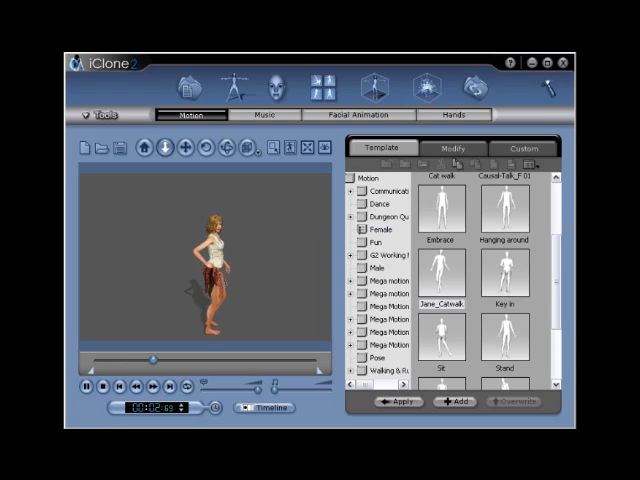 iClone2
Tools
Motion
Music
Facial Animation
Hands
Template
Modify
Custom
Motion
Communicati
Dance
Dungeon Qu
Female
Fun
G2 Working M
Male
Mega motion
Mega motion
Mega Motion
Mega Motion
Mega Motion
Mega Motion
Pose
Walking & Ru
Cat walk
Causal-Talk_F 01
Embrace
Hanging around
Jane_Catwalk
Key in
Sit
Stand
00:02:69
Timeline
Apply
Add
Overwrite